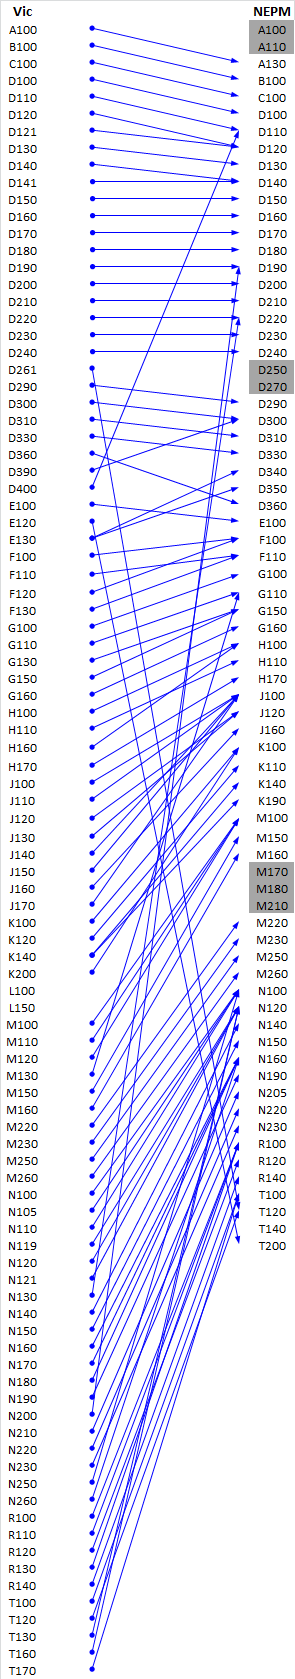 Vic
A100
B100
C100
D100
D110
D120
D121
D130
D140
D141
D150
D160
D170
D180
D190
D200
D210
D220
D230
D240
D261
D290
D300
D310
D330
D360
D390
D400
E100
E120
E130
F100
F110
F120
F130
G100
G110
G130
G150
G160
H100
H110
H160
H170
J100
J110
J120
J130
J140
J150
J160
J170
K100
K120
K140
K200
L100
L150
M100
M110
M120
M130
M150
M160
M220
M230
M250
M260
N100
N105
N110
N119
N120
N121
N130
N140
N150
N160
N170
N180
N190
N200
N210
N220
N230
N250
N260
R100
R110
R120
R130
R140
T100
T120
T130
T160
T170
NEPM
A100
A110
A130
B100
C100
D100
D110
D120
D130
D140
D150
D160
D170
D180
D190
D200
D210
D220
D230
D240
D250
D270
D290
D300
D310
D330
D340
D350
D360
E100
F100
F110
G100
G110
G150
G160
H100
H110
H170
J100
J120
J160
K100
K110
K140
K190
M100
M150
M160
M170
M180
M210
M220
M230
M250
M260
N100
N120
N140
N150
N160
N190
N205
N220
N230
R100
R120
R140
T100
T120
T140
T200